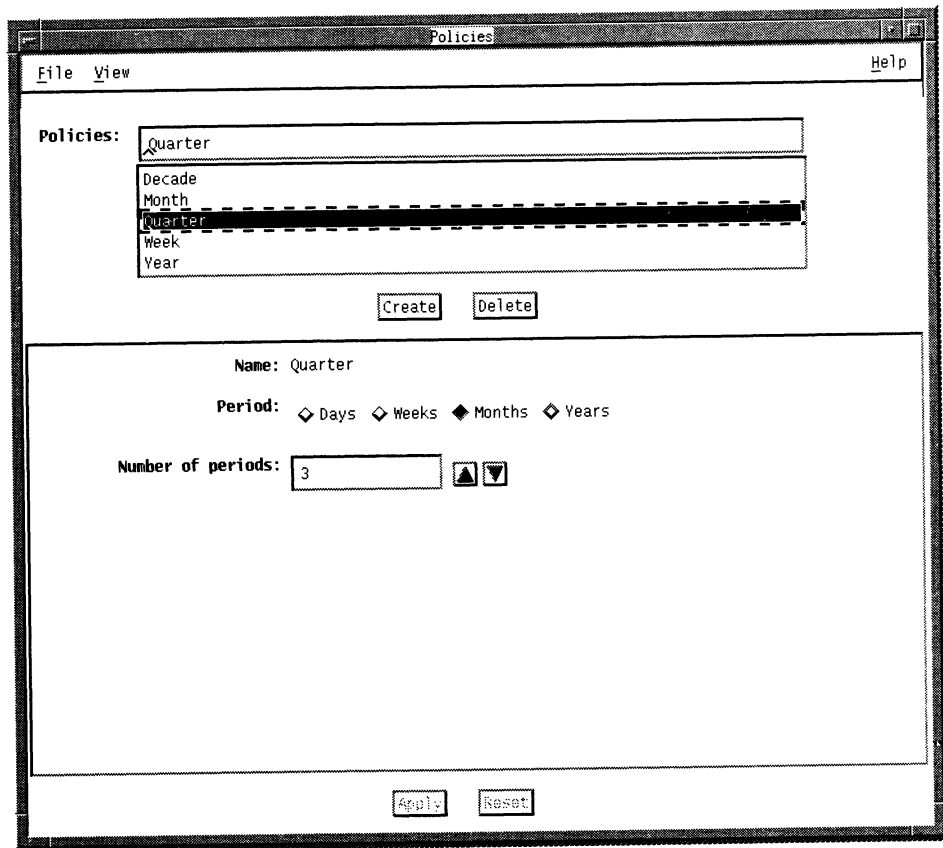 Policies
File View Help
Policies: Quarter
Decade
Month
Quarter
Week
Year
Create Delete
Name: Quarter
Period: Days Weeks Months Years
Number of periods: 3
Apply Reset